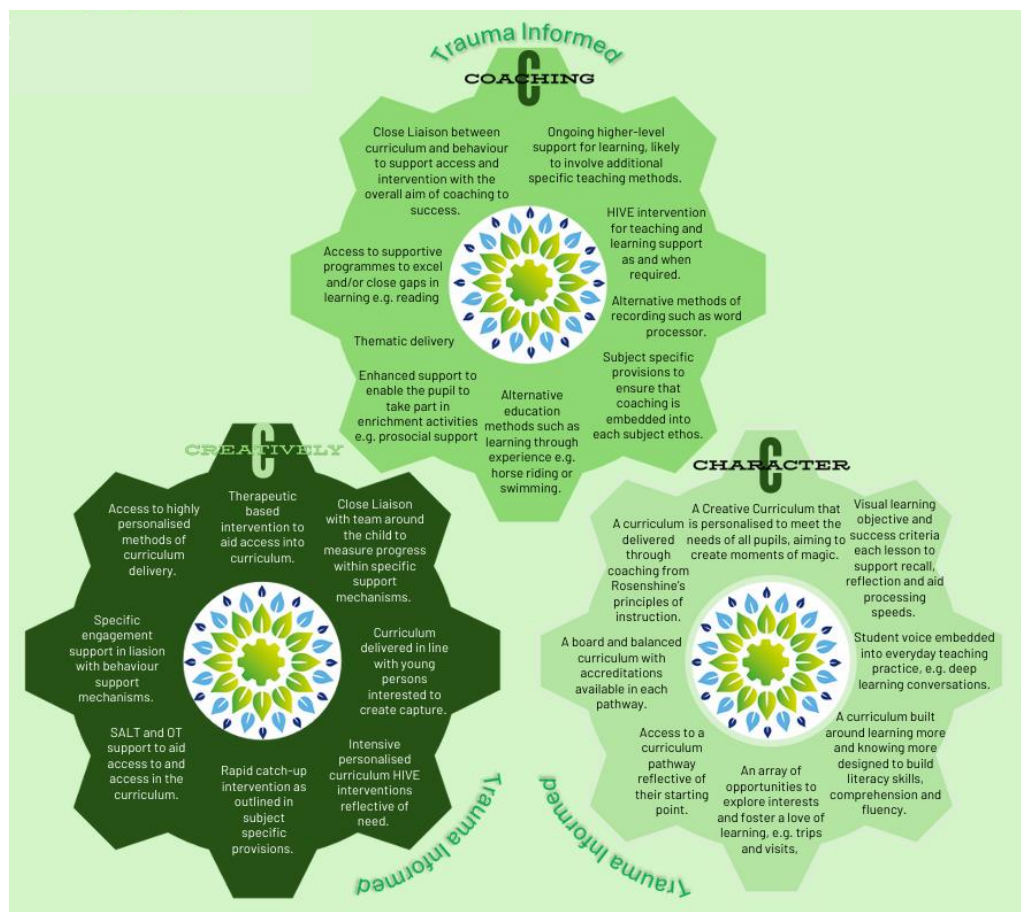 Trauma Informed
COACHING
C
Close Liaison between
curriculum and behaviour
to support access and
intervention with the
overall aim of coaching to
success.
Ongoing higher-level
support for learning, likely
to involve additional
specific teaching methods.
HIVE intervention
for teaching and
learning support
as and when
required.
Access to supportive
programmes to excel
and/or close gaps in
learning e.g. reading
Alternative methods of
recording such as word
processor.
Thematic delivery
Subject specific
provisions to
ensure that
coaching is
embedded into
each subject ethos.
Enhanced support to
enable the pupil to
take part in
enrichment activities
e.g. prosocial support
Alternative
education
methods such as
learning through
experience e.g.
horse riding or
swimming.
CREATIVELY
C
Access to highly
personalised
methods of
curriculum
delivery.
Therapeutic
based
intervention to
aid access into
curriculum.
Close Liaison
with team around
the child to
measure progress
within specific
support
mechanisms.
Specific
engagement
support in liasion
with behaviour
support
mechanisms.
Curriculum
delivered in line
with young
persons
interested to
create capture.
SALT and OT
support to aid
access to and
access in the
curriculum.
Rapid catch-up
intervention as
outlined in
subject
specific
provisions.
Intensive
personalised
curriculum HIVE
interventions
reflective of
need.
Trauma Informed
CHARACTER
C
A curriculum
delivered
through
coaching from
Rosenshine's
principles of
instruction.
A Creative Curriculum that
is personalised to meet the
needs of all pupils, aiming to
create moments of magic.
Visual learning
objective and
success criteria
each lesson to
support recall,
reflection and aid
processing
speeds.
A board and balanced
curriculum with
accreditations
available in each
pathway.
Student voice embedded
into everyday teaching
practice, e.g. deep
learning conversations.
Access to a
curriculum
pathway
reflective of
their starting
point.
An array of
opportunities to
explore interests
and foster a love of
learning, e.g. trips
and visits,
A curriculum built
around learning more
and knowing more
designed to build
literacy skills,
comprehension and
fluency.
Trauma Informed